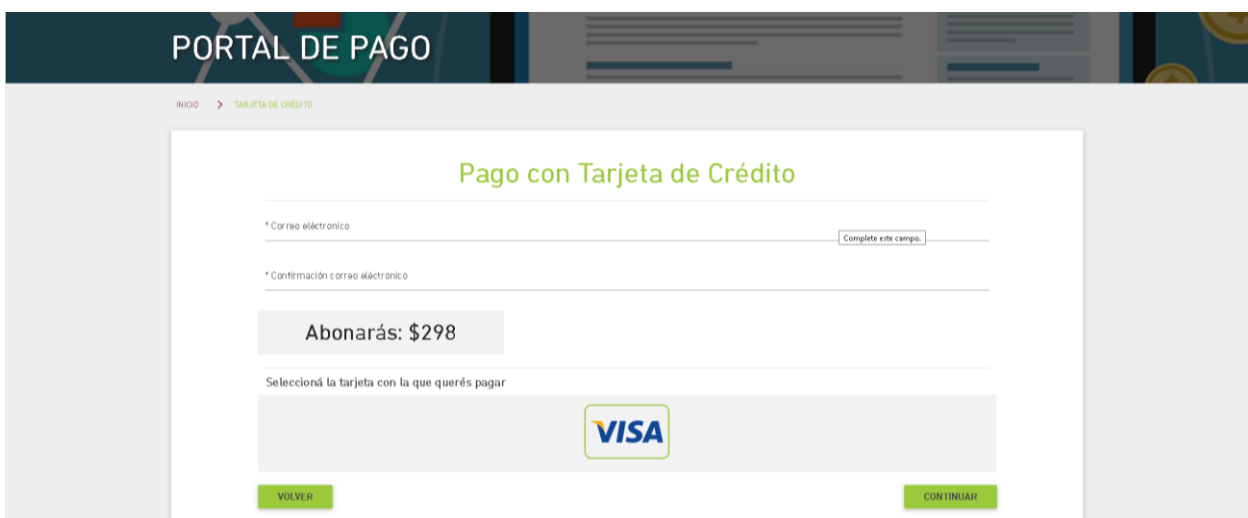 PORTAL DE PAGO
INICIO > TARJETA DE CRÉDITO
Pago con Tarjeta de Crédito
* Correo eléctronico
Complete este campo.
* Confirmación correo eléctronico
Abonarás: $298
Seleccioná la tarjeta con la que querés pagar
VISA
VOLVER
CONTINUAR